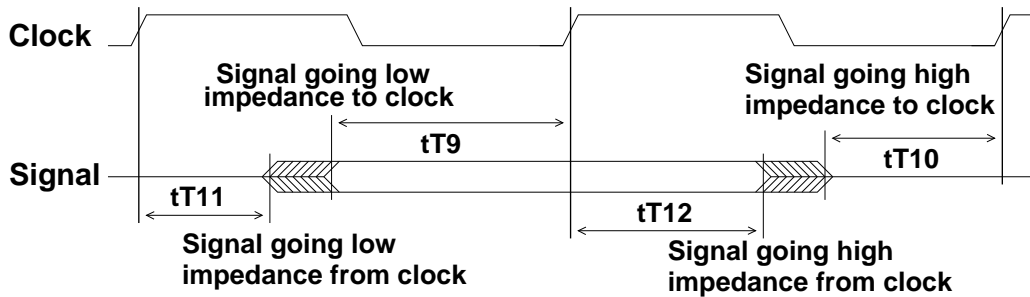 Clock
Signal going low
impedance to clock
Signal going high
impedance to clock
tT9
tT10
Signal
tT11
tT12
Signal going low
impedance from clock
Signal going high
impedance from clock